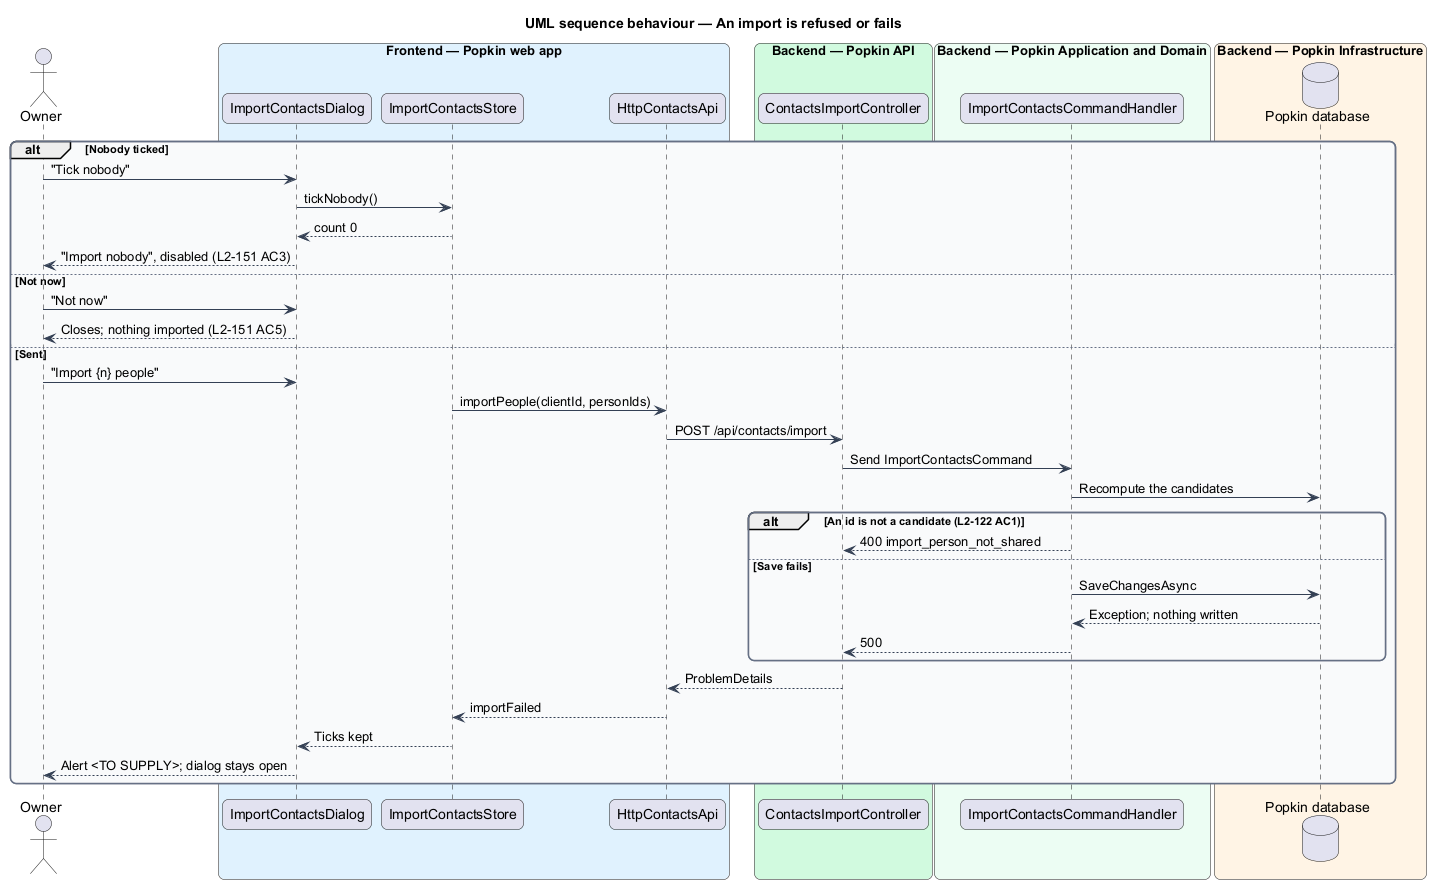 UML sequence behaviour — An import is refused or fails
Frontend — Popkin web app
Backend — Popkin API
Backend — Popkin Application and Domain
Backend — Popkin Infrastructure
Owner
ImportContactsDialog
ImportContactsStore
HttpContactsApi
ContactsImportController
ImportContactsCommandHandler
Popkin database
alt
[Nobody ticked]
"Tick nobody"
tickNobody()
count 0
"Import nobody", disabled (L2-151 AC3)
[Not now]
"Not now"
Closes; nothing imported (L2-151 AC5)
[Sent]
"Import {n} people"
importPeople(clientId, personIds)
POST /api/contacts/import
Send ImportContactsCommand
Recompute the candidates
alt
[An id is not a candidate (L2-122 AC1)]
400 import_person_not_shared
[Save fails]
SaveChangesAsync
Exception; nothing written
500
ProblemDetails
importFailed
Ticks kept
Alert <TO SUPPLY>; dialog stays open
Owner
ImportContactsDialog
ImportContactsStore
HttpContactsApi
ContactsImportController
ImportContactsCommandHandler
Popkin database